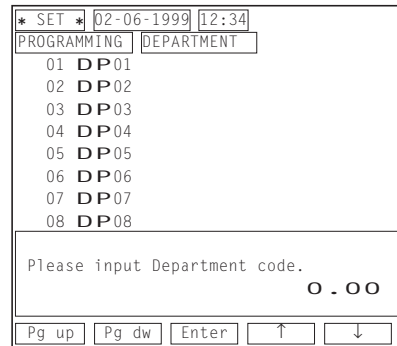 * SET * 02-06-1999 12:34
PROGRAMMING DEPARTMENT
01 DP01
02 DP02
03 DP03
04 DP04
05 DP05
06 DP06
07 DP07
08 DP08
Please input Department code.
0.00
Pg up Pg dw Enter ↑ ↓